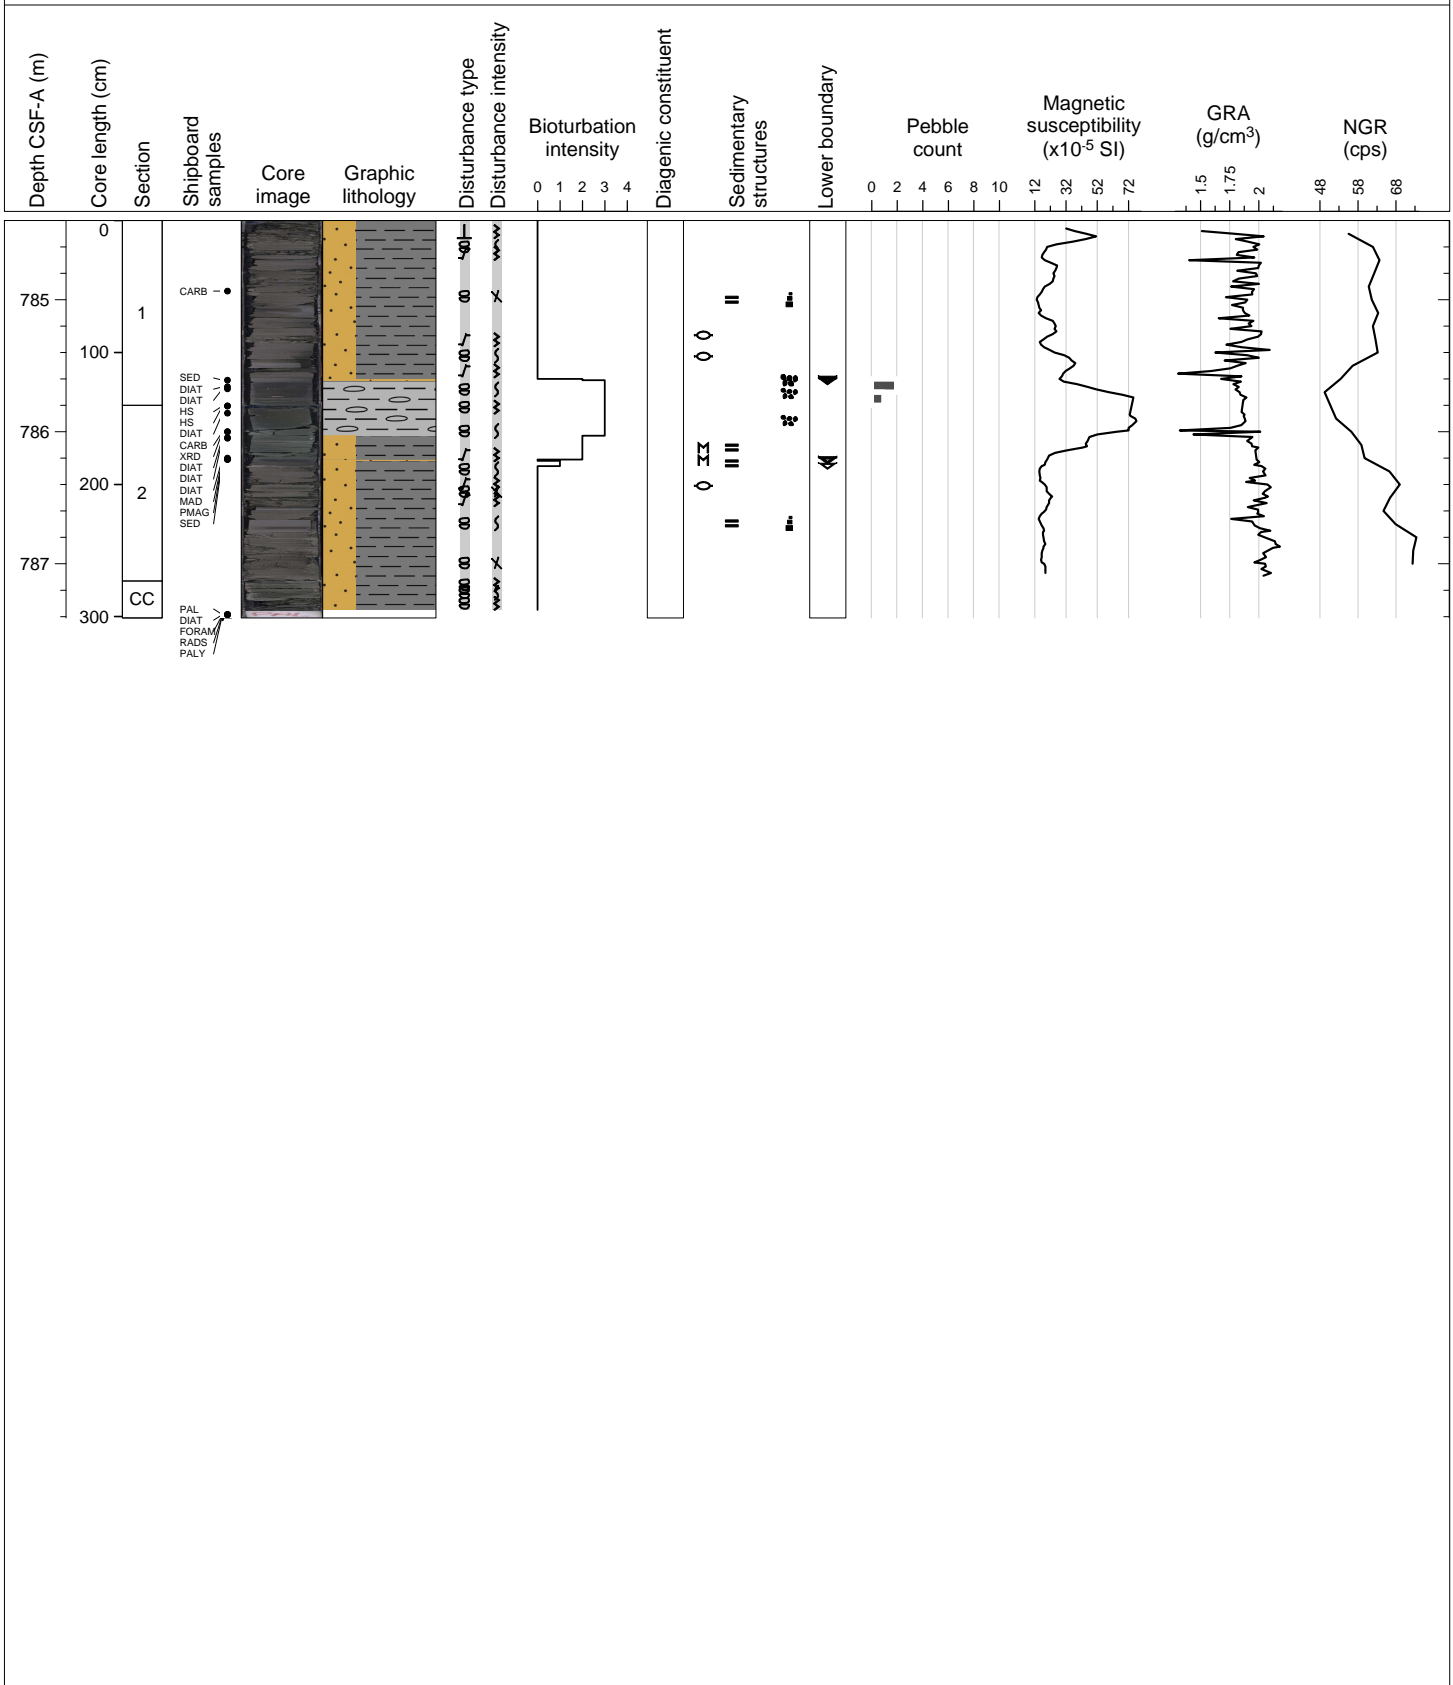 Depth CSF-A (m)
Core length (cm)
Section
Shipboard
samples
Core
image
Graphic
lithology
Disturbance type
Disturbance intensity
Bioturbation
intensity
0 1 2 3 4
Diagenic constituent
Sedimentary
structures
Lower boundary
Pebble
count
0 2 4 6 8 10
Magnetic
susceptibility
(x10-5 SI)
12 32 52 72
GRA
(g/cm3)
1.5 1.75 2
NGR
(cps)
48 58 68
0
785
1
CARB
100
SED
DIAT
DIAT
HS
HS
786
DIAT
CARB
XRD
DIAT
200
2
DIAT
DIAT
MAD
PMAG
SED
787
CC
300
PAL
DIAT
FORAM
RADS
PALY